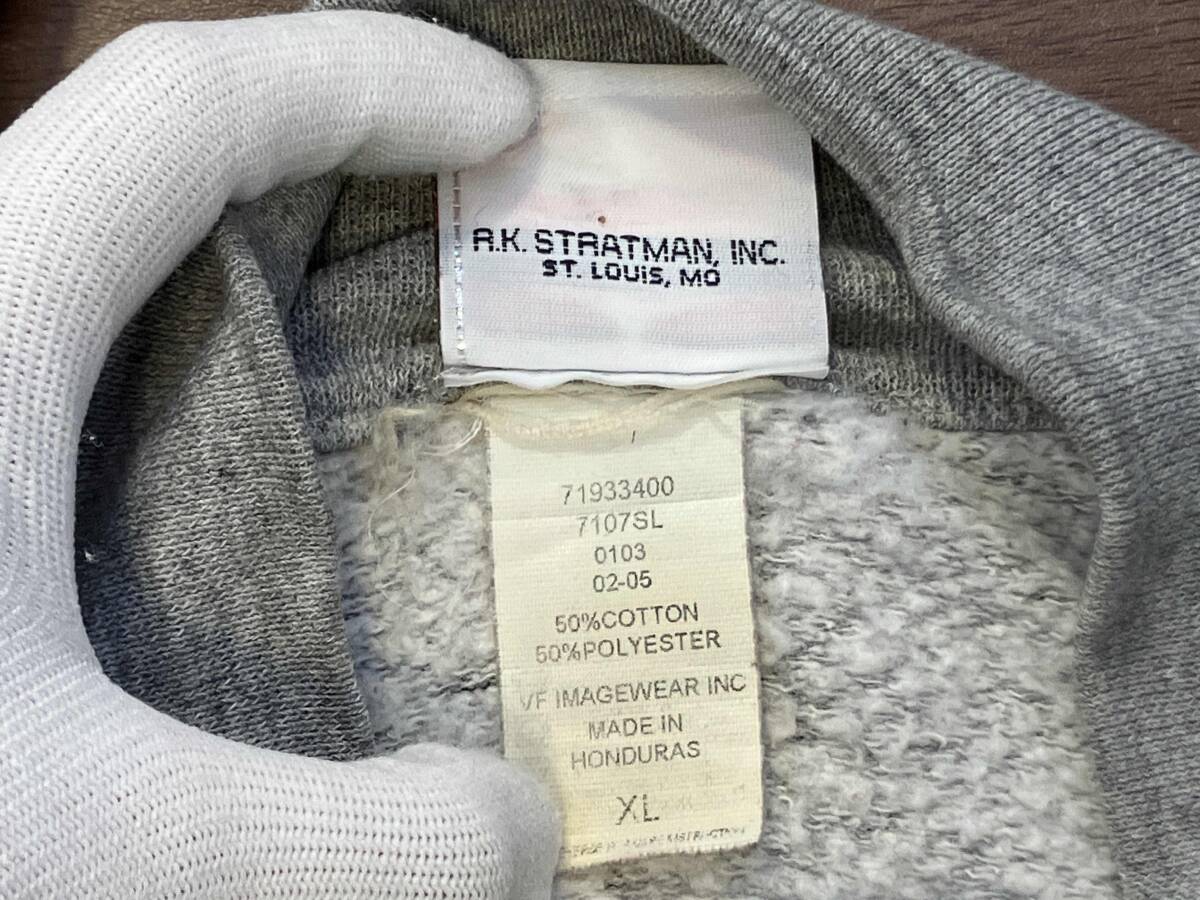 A.K. STRATMAN, INC.
ST. LOUIS, MO
71933400
7107SL
0103
02-05
50%COTTON
50%POLYESTER
VF IMAGEWEAR INC
MADE IN
HONDURAS
XL